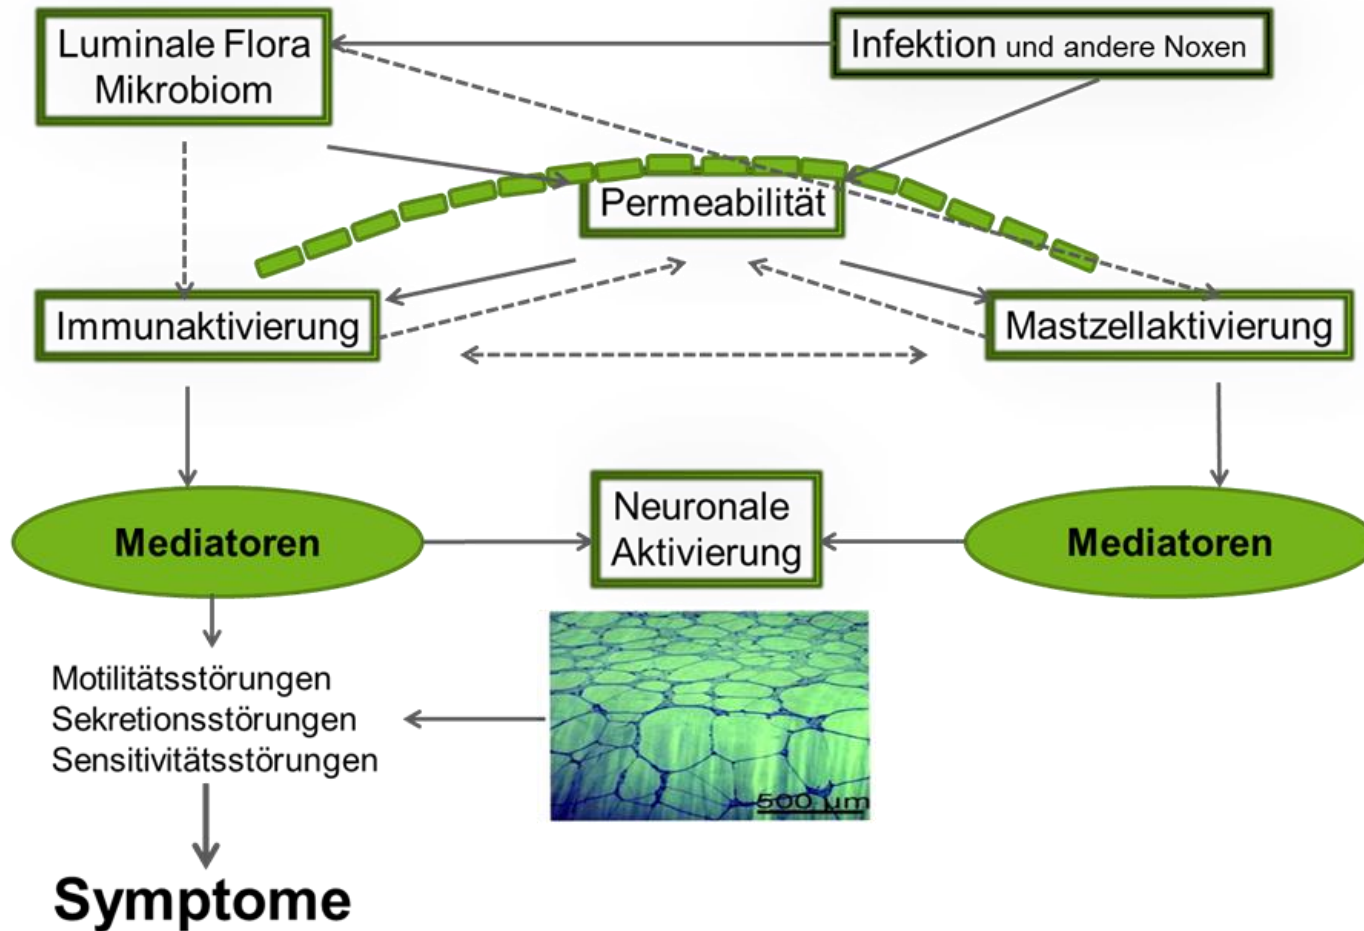 Luminale Flora
Mikrobiom
Infektion und andere Noxen
Permeabilität
Immunaktivierung
Mastzellaktivierung
Mediatoren
Neuronale
Aktivierung
Mediatoren
Motilitätsstörungen
Sekretionsstörungen
Sensitivitätsstörungen
500 µm
Symptome